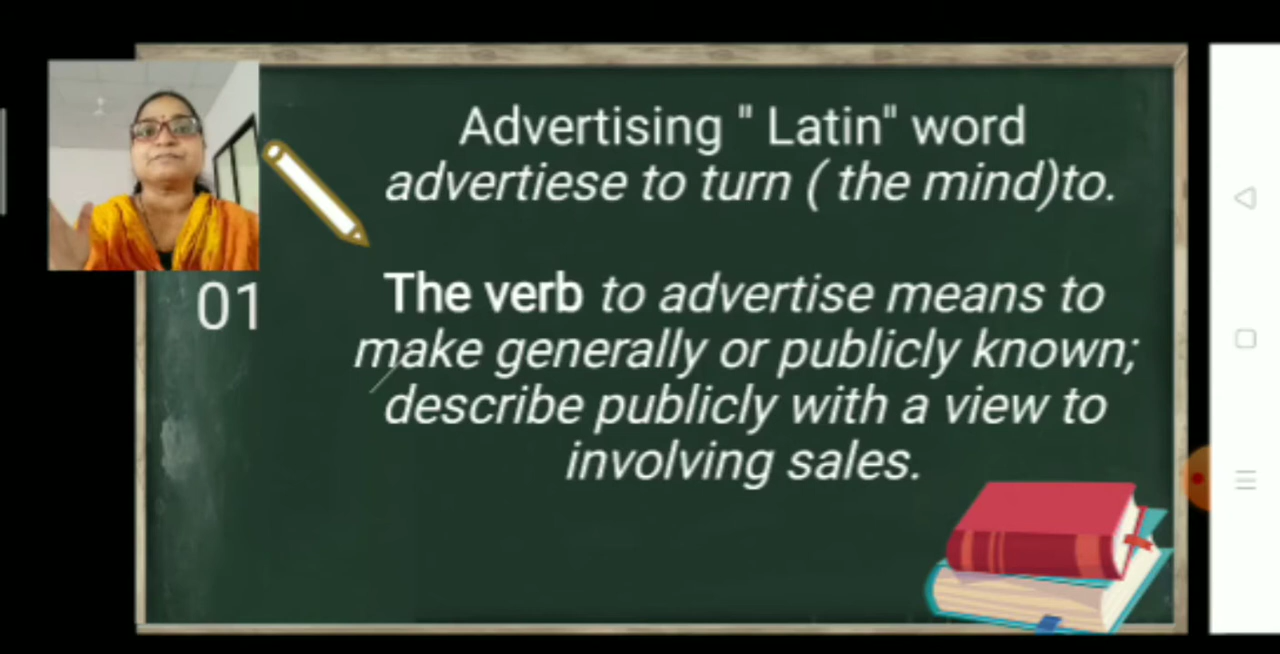 Advertising " Latin" word
advertiese to turn ( the mind)to.
01
The verb to advertise means to
make generally or publicly known;
describe publicly with a view to
involving sales.